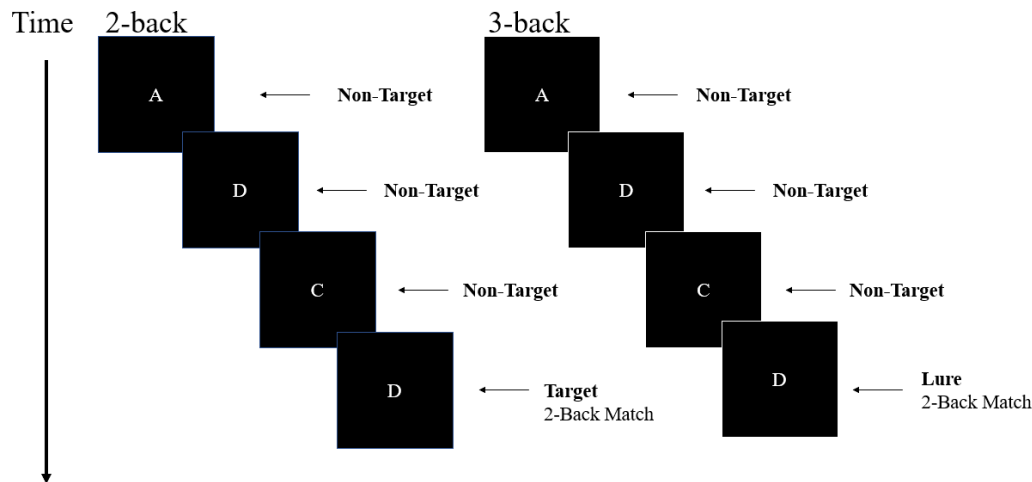 Time 2-back 3-back
A Non-Target A Non-Target
D Non-Target D Non-Target
C Non-Target C Non-Target
D Target D Lure
2-Back Match 2-Back Match